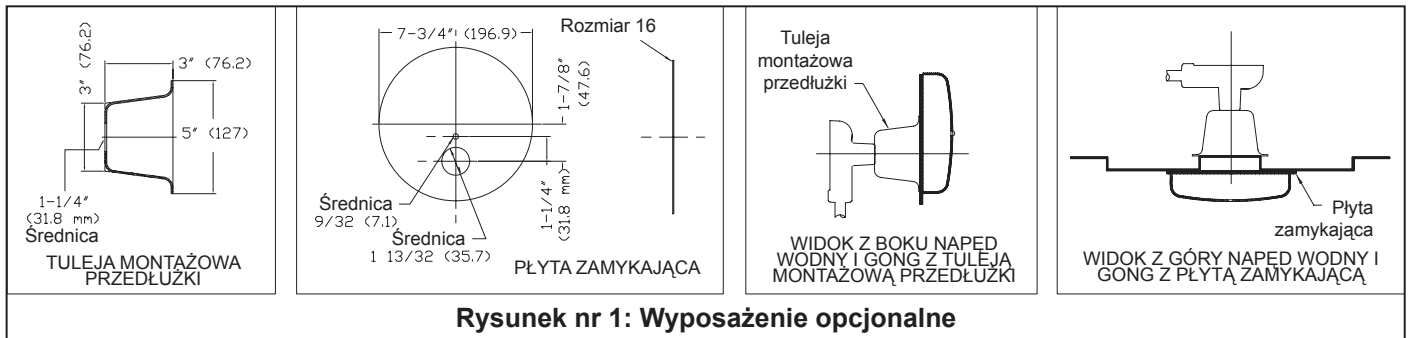 3" (76.2)
3" (76.2)
5" (127)
1-1/4"
(31.8 mm)
Średnica
TULEJA MONTAŻOWA
PRZEDŁUŻKI
7-3/4" (196.9)
Rozmiar 16
1-7/8"
(47.6)
1-1/4"
(31.8 mm)
Średnica
9/32 (7.1)
Średnica
1 13/32 (35.7)
PŁYTA ZAMYKAJĄCA
Tuleja
montażowa
przedłużki
WIDOK Z BOKU NAPED
WODNY I GONG Z TULEJĄ
MONTAŻOWĄ PRZEDŁUŻKI
Płyta
zamykająca
WIDOK Z GÓRY NAPED WODNY I
GONG Z PŁYTĄ ZAMYKAJĄCĄ
Rysunek nr 1: Wyposażenie opcjonalne